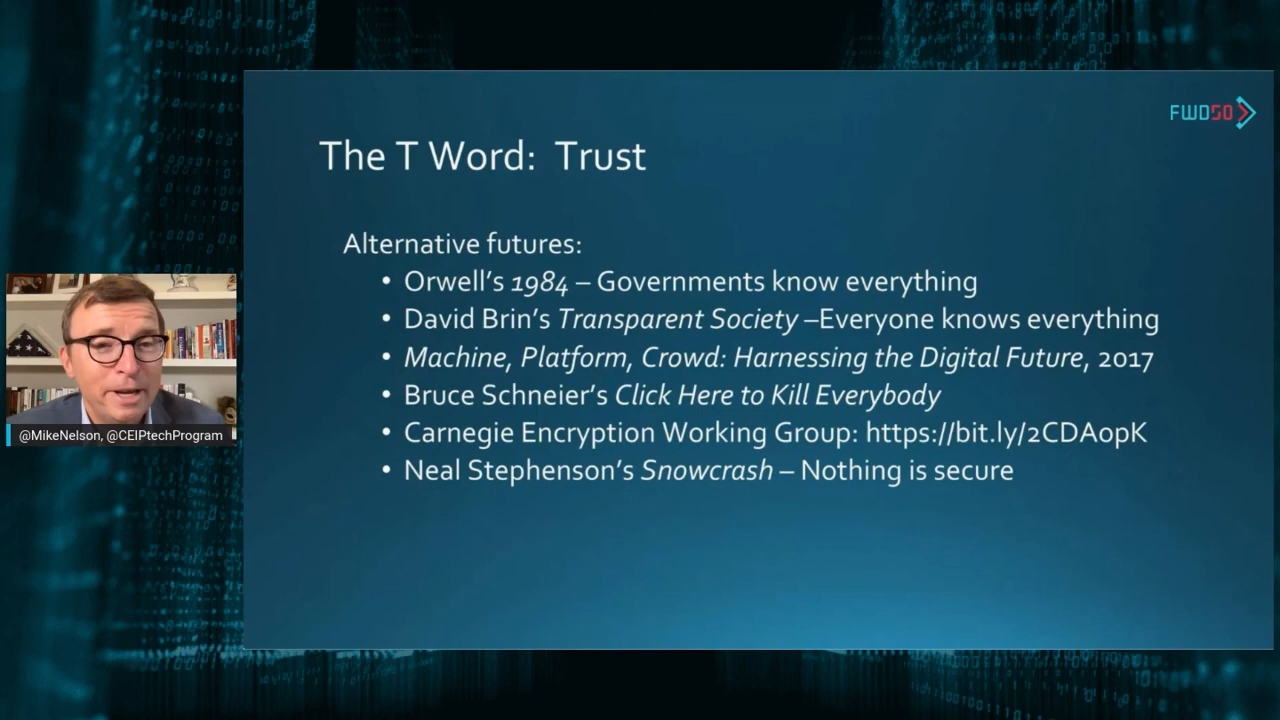 FWD50
The T Word: Trust
Alternative futures:
• Orwell's 1984 – Governments know everything
• David Brin's Transparent Society –Everyone knows everything
• Machine, Platform, Crowd: Harnessing the Digital Future, 2017
• Bruce Schneier's Click Here to Kill Everybody
• Carnegie Encryption Working Group: https://bit.ly/2CDAopK
• Neal Stephenson's Snowcrash – Nothing is secure
@MikeNelson, @CEIPtechProgram